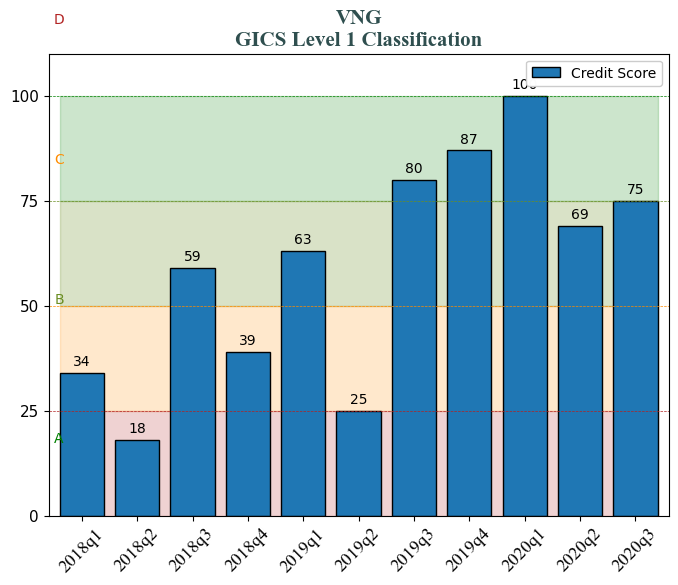 D
VNG
GICS Level 1 Classification
Credit Score
100
100
C
87
80
75
75
69
63
59
B
50
39
34
25
25
A
18
0
2018q1
2018q2
2018q3
2018q4
2019q1
2019q2
2019q3
2019q4
2020q1
2020q2
2020q3